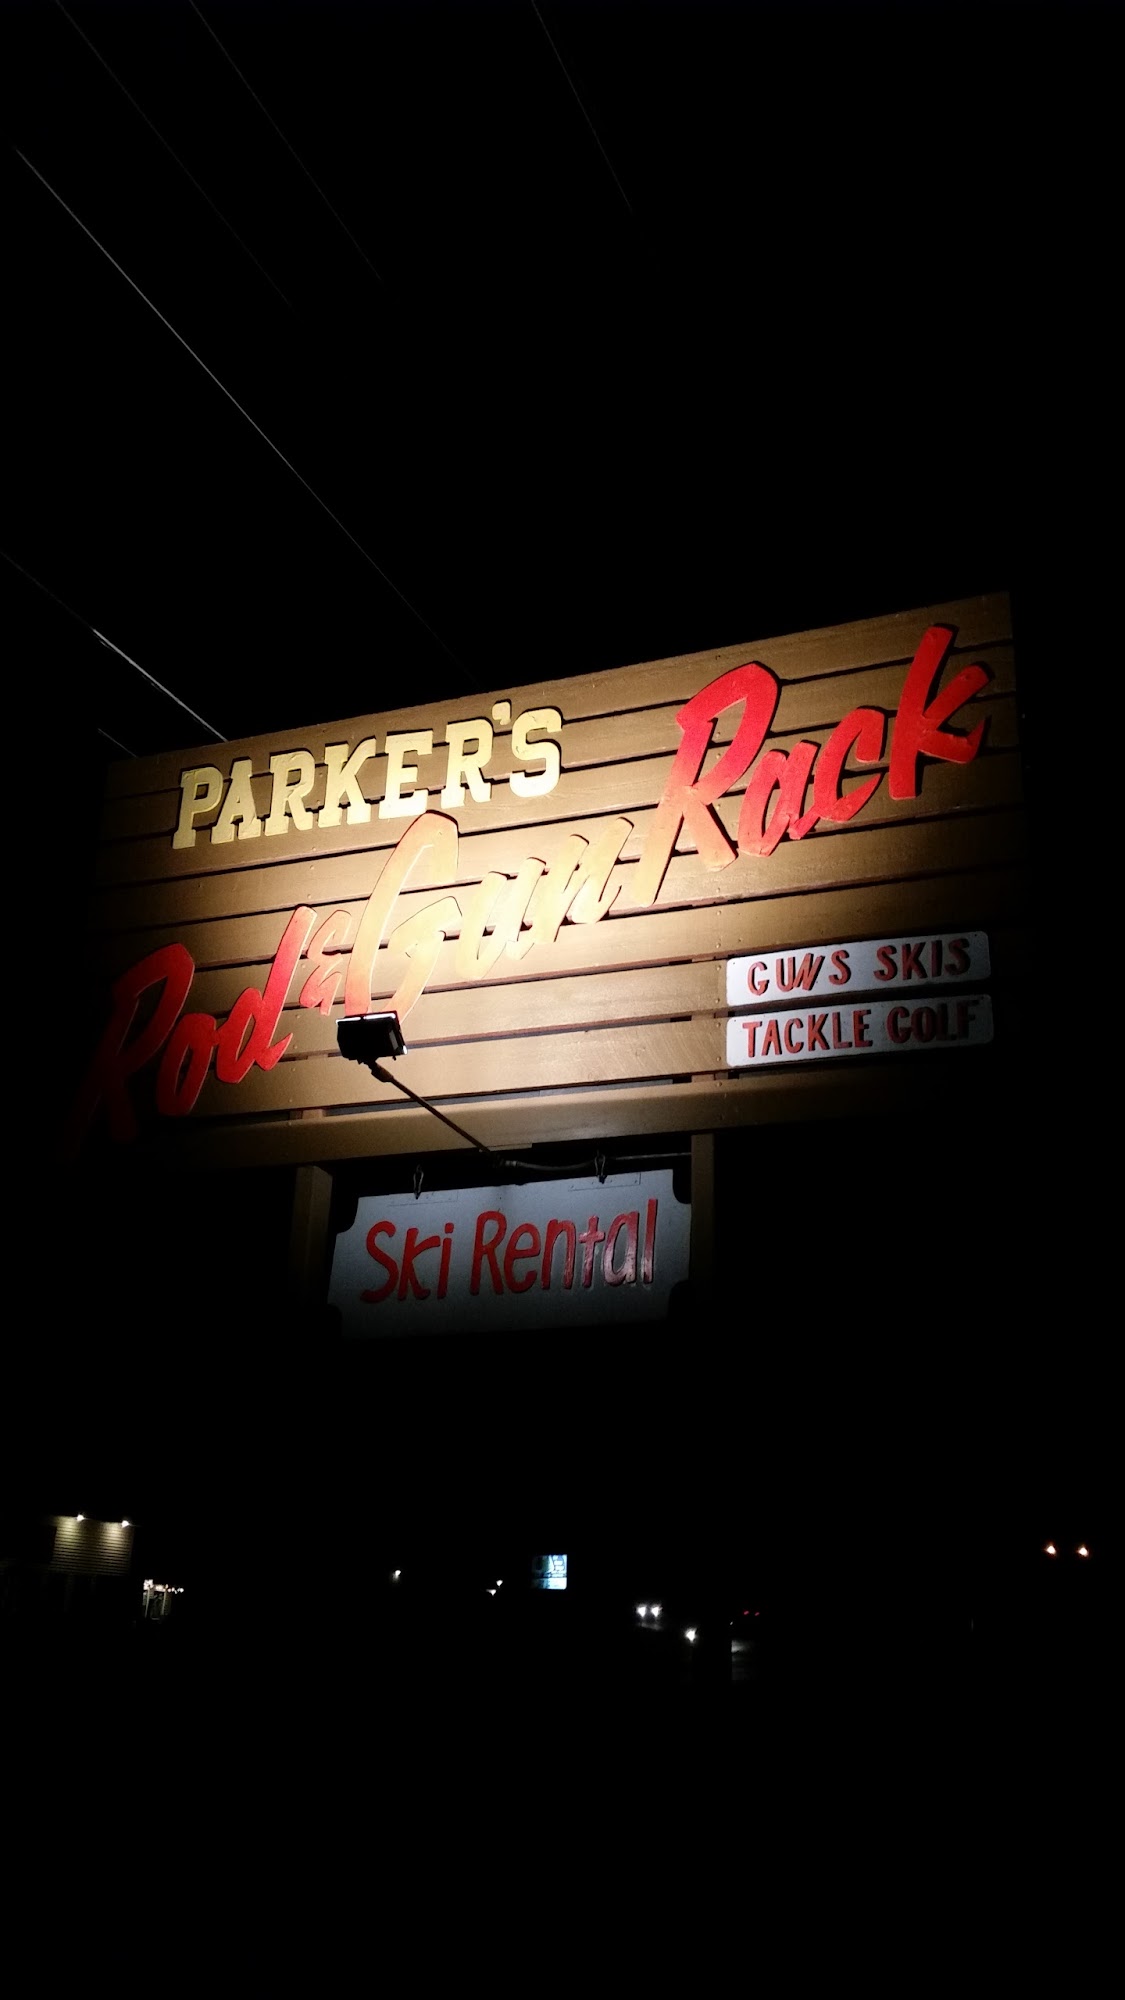 PARKER'S
Rod & Gun Rack
GUNS SKIS
TACKLE GOLF
Ski Rental